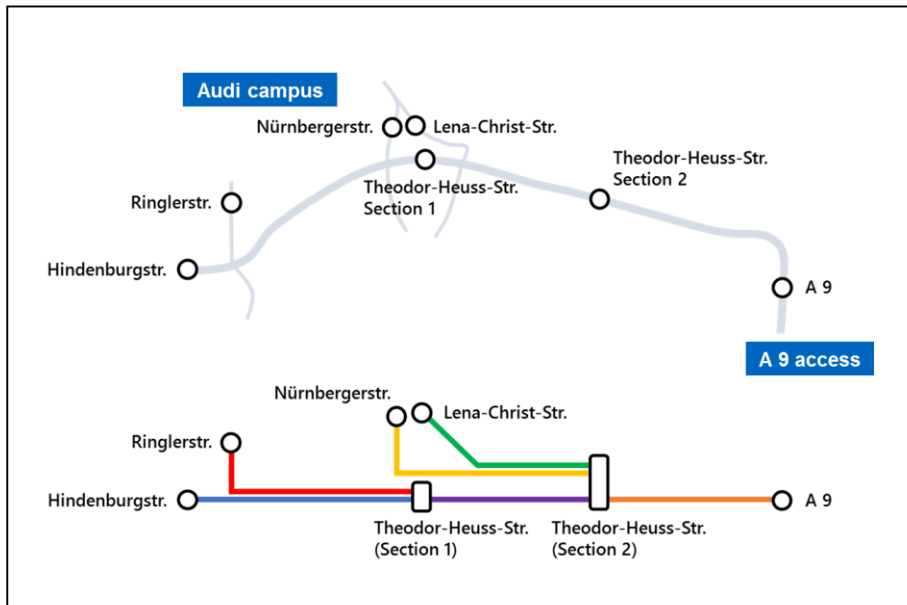 Audi campus
Nürnbergerstr.
Lena-Christ-Str.
Theodor-Heuss-Str.
Section 2
Theodor-Heuss-Str.
Section 1
Ringlerstr.
Hindenburgstr.
A 9
A 9 access
Nürnbergerstr.
Lena-Christ-Str.
Ringlerstr.
Hindenburgstr.
A 9
Theodor-Heuss-Str.
(Section 1)
Theodor-Heuss-Str.
(Section 2)